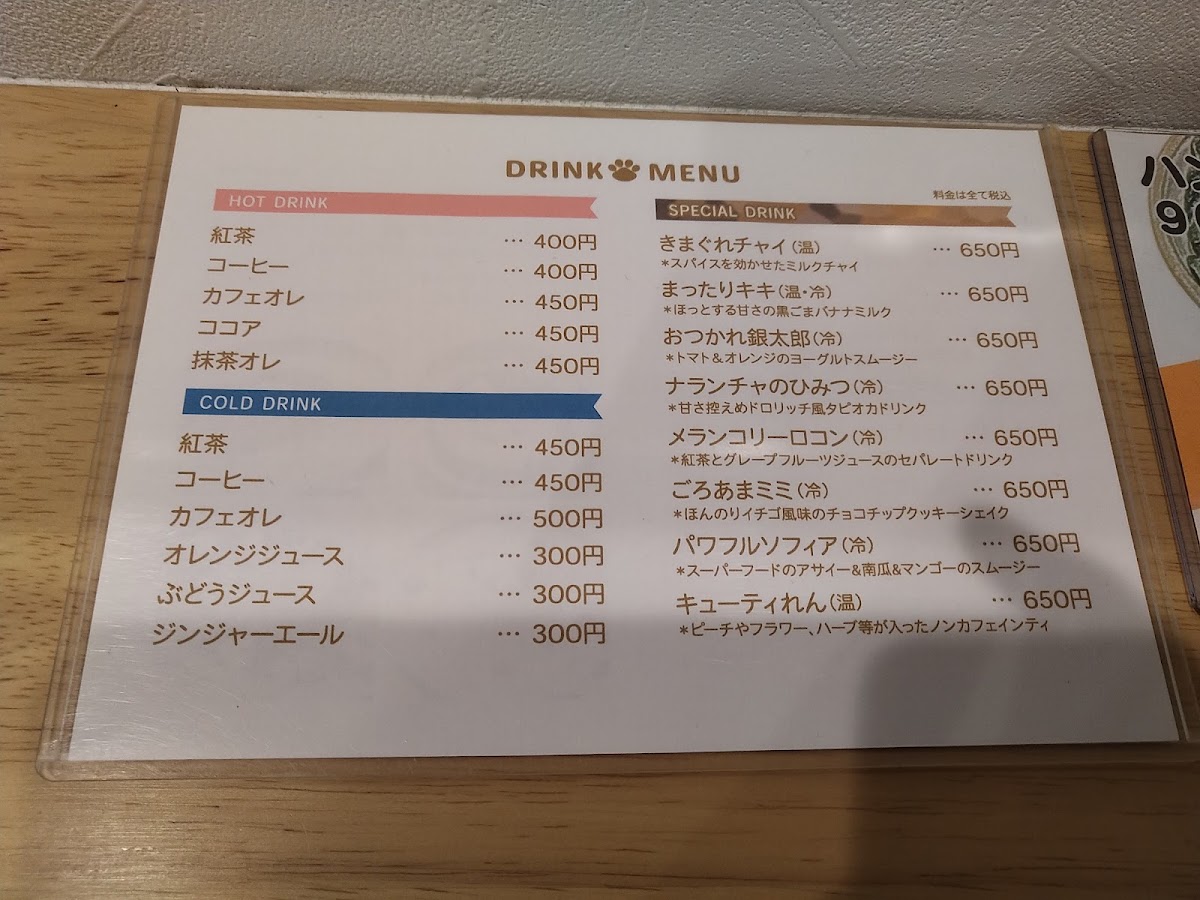 DRINK MENU
料金は全て税込
HOT DRINK
紅茶 … 400円
コーヒー … 400円
カフェオレ … 450円
ココア … 450円
抹茶オレ … 450円
COLD DRINK
紅茶 … 450円
コーヒー … 450円
カフェオレ … 500円
オレンジジュース … 300円
ぶどうジュース … 300円
ジンジャーエール … 300円
SPECIAL DRINK
きまぐれチャイ(温) … 650円
*スパイスを効かせたミルクチャイ
まったりキキ(温・冷) … 650円
*ほっとする甘さの黒ごまバナナミルク
おつかれ銀太郎(冷) … 650円
*トマト&オレンジのヨーグルトスムージー
ナランチャのひみつ(冷) … 650円
*甘さ控えめドロリッチ風タピオカドリンク
メランコリーロコン(冷) … 650円
*紅茶とグレープフルーツジュースのセパレートドリンク
ごろあまミミ(冷) … 650円
*ほんのりイチゴ風味のチョコチップクッキーシェイク
パワフルソフィア(冷) … 650円
*スーパーフードのアサイー&南瓜&マンゴーのスムージー
キューティれん(温) … 650円
*ピーチやフラワー、ハーブ等が入ったノンカフェインティ